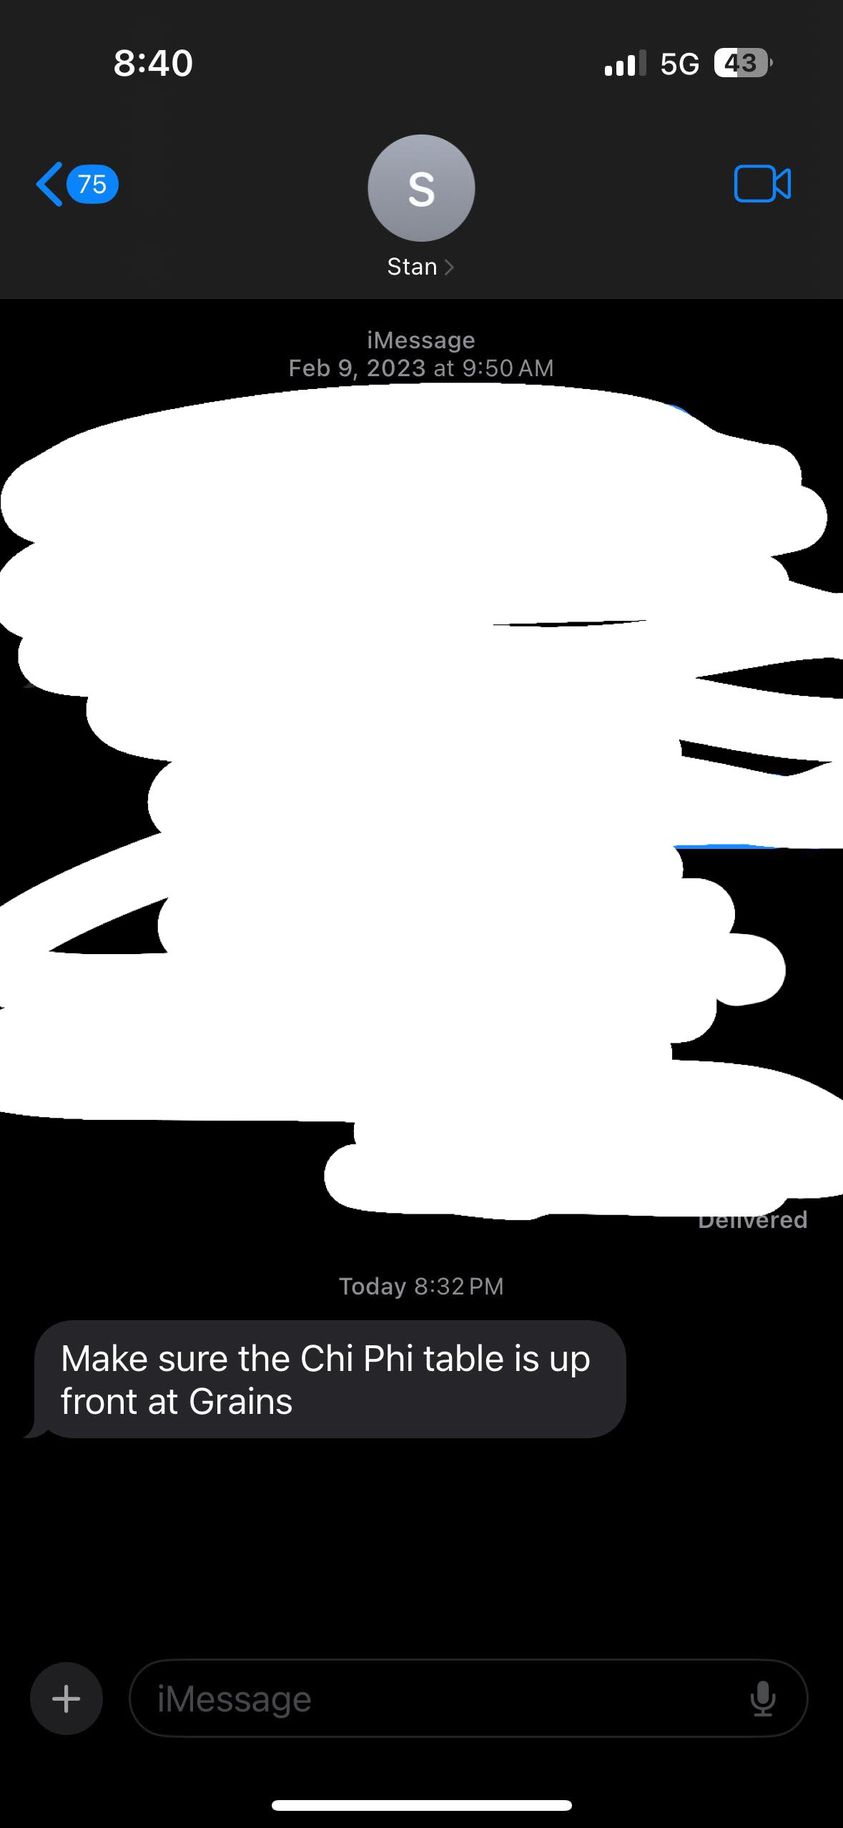 8:40
5G 43
75
S
Stan
iMessage
Feb 9, 2023 at 9:50 AM
Delivered
Today 8:32 PM
Make sure the Chi Phi table is up
front at Grains
iMessage